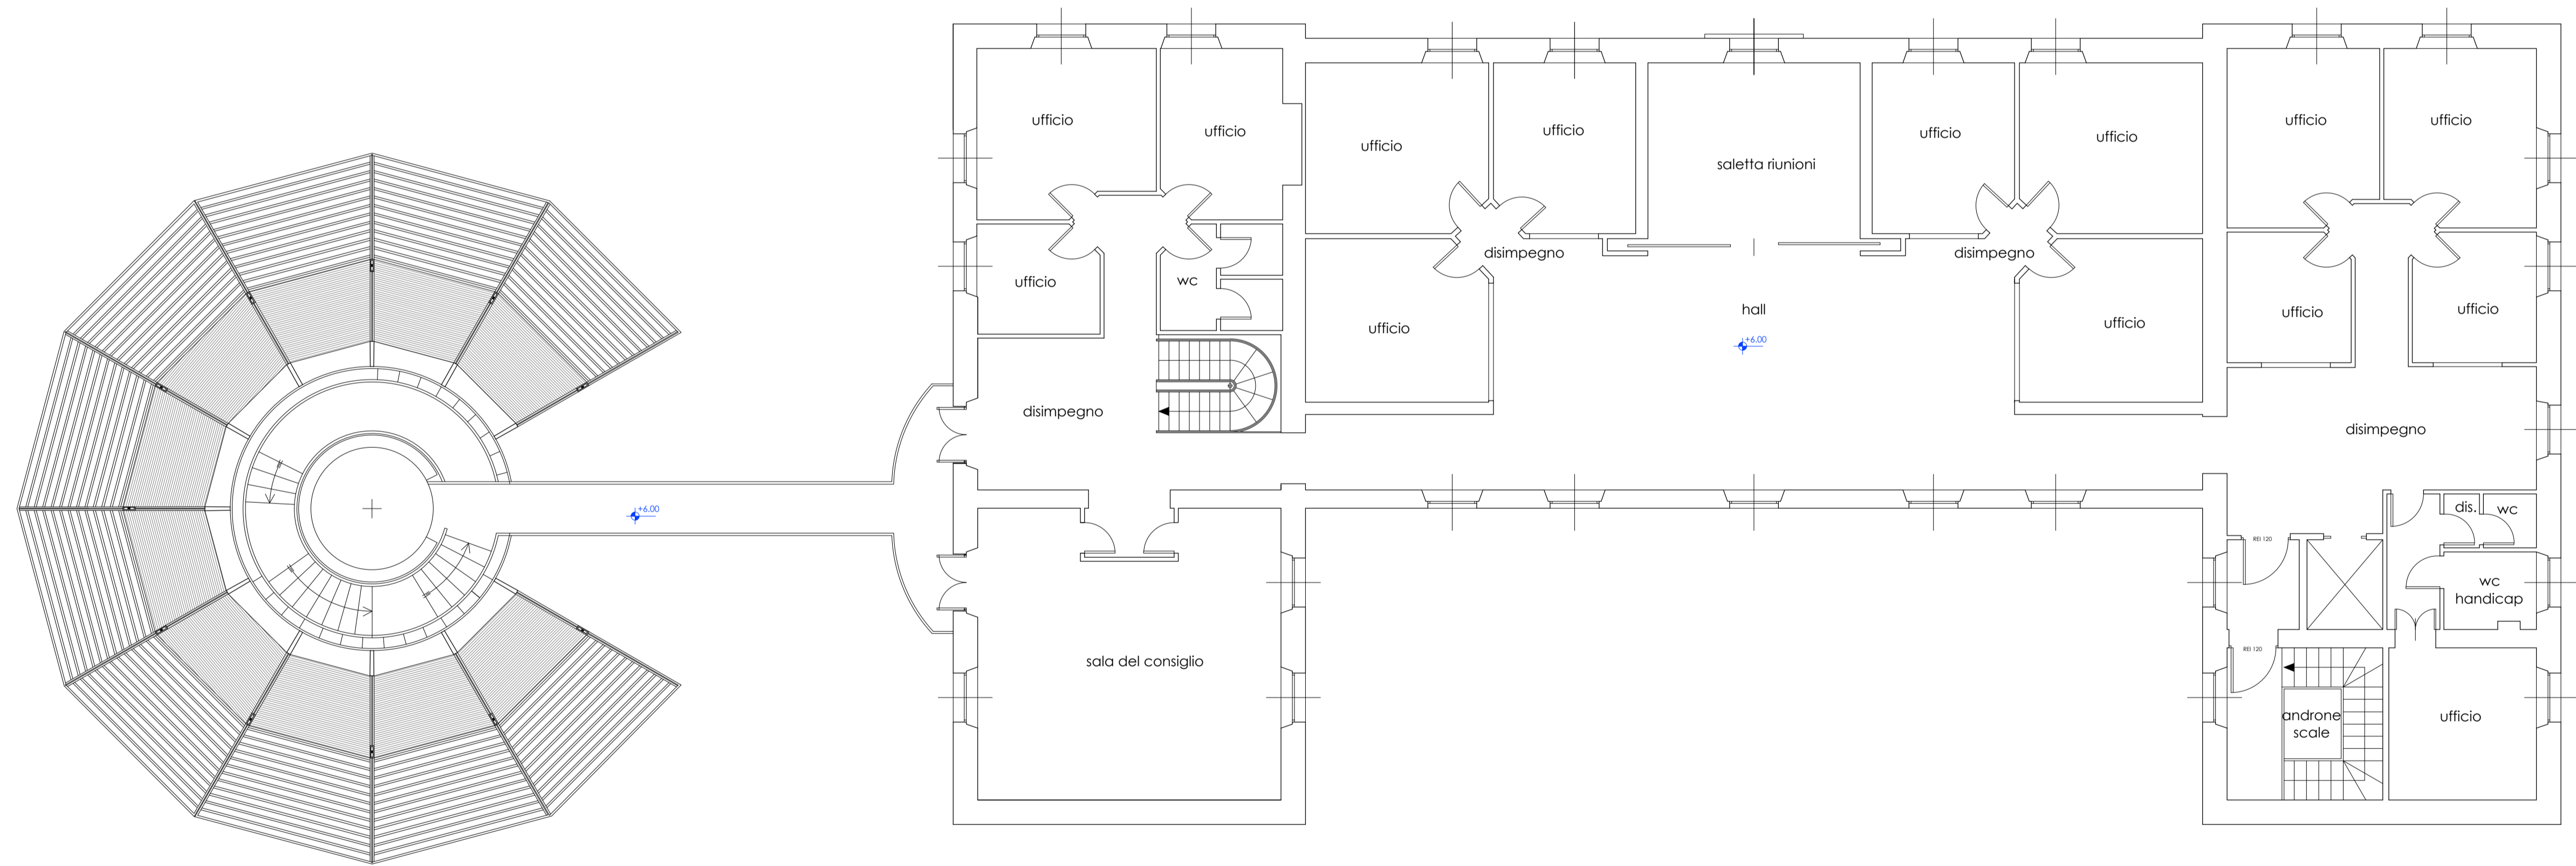 ufficio
ufficio
ufficio
ufficio
saletta riunioni
ufficio
ufficio
ufficio
ufficio
ufficio
wc
disimpegno
disimpegno
hall
+6.00
ufficio
ufficio
ufficio
ufficio
disimpegno
disimpegno
+6.00
dis.
wc
REI 120
wc
handicap
REI 120
sala del consiglio
androne
scale
ufficio